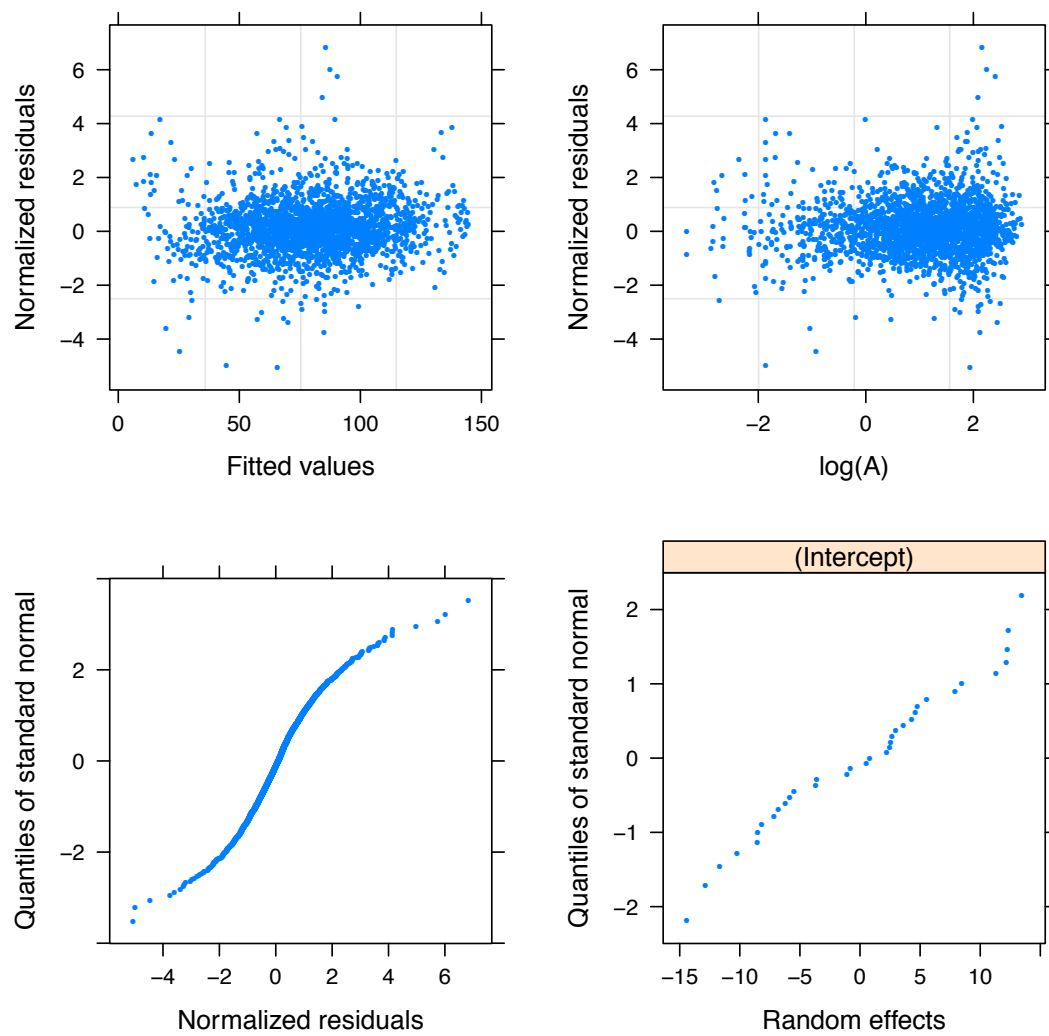 Normalized residuals
6
4
2
0
−2
−4
0 50 100 150
Fitted values
Normalized residuals
6
4
2
0
−2
−4
−2 0 2
log(A)
Quantiles of standard normal
2
0
−2
−4 −2 0 2 4 6
Normalized residuals
(Intercept)
Quantiles of standard normal
2
1
0
−1
−2
−15 −10 −5 0 5 10
Random effects